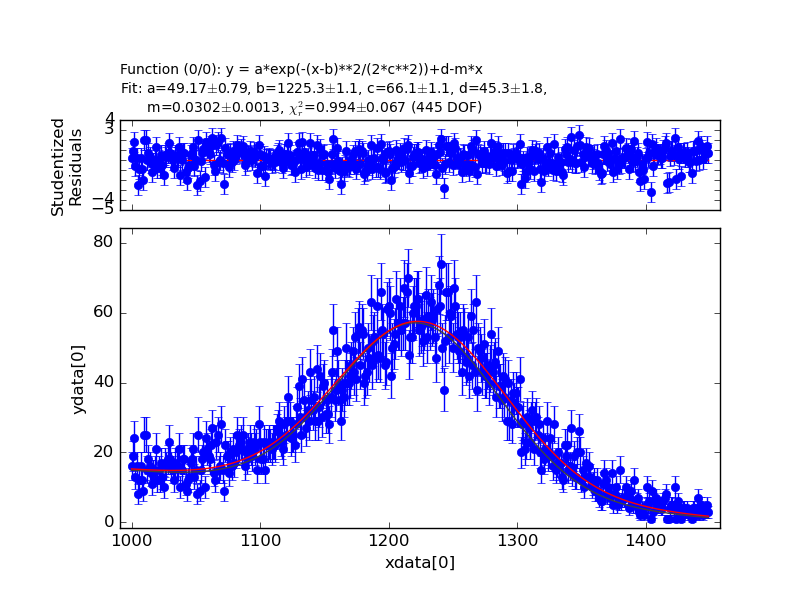 Function (0/0): y = a*exp(-(x-b)**2/(2*c**2))+d-m*x
Fit: a=49.17±0.79, b=1225.3±1.1, c=66.1±1.1, d=45.3±1.8,
m=0.0302±0.0013, χ²ᵣ=0.994±0.067 (445 DOF)
Studentized
Residuals
4
3
−4
−5
ydata[0]
80
60
40
20
0
1000 1100 1200 1300 1400
xdata[0]